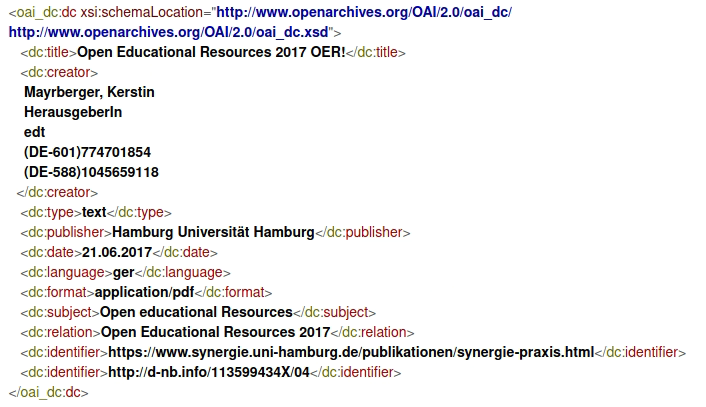 <oai_dc:dc xsi:schemaLocation="http://www.openarchives.org/OAI/2.0/oai_dc/
http://www.openarchives.org/OAI/2.0/oai_dc.xsd">
<dc:title>Open Educational Resources 2017 OER!</dc:title>
<dc:creator>
Mayrberger, Kerstin
HerausgeberIn
edt
(DE-601)774701854
(DE-588)1045659118
</dc:creator>
<dc:type>text</dc:type>
<dc:publisher>Hamburg Universität Hamburg</dc:publisher>
<dc:date>21.06.2017</dc:date>
<dc:language>ger</dc:language>
<dc:format>application/pdf</dc:format>
<dc:subject>Open educational Resources</dc:subject>
<dc:relation>Open Educational Resources 2017</dc:relation>
<dc:identifier>https://www.synergie.uni-hamburg.de/publikationen/synergie-praxis.html</dc:identifier>
<dc:identifier>http://d-nb.info/113599434X/04</dc:identifier>
</oai_dc:dc>